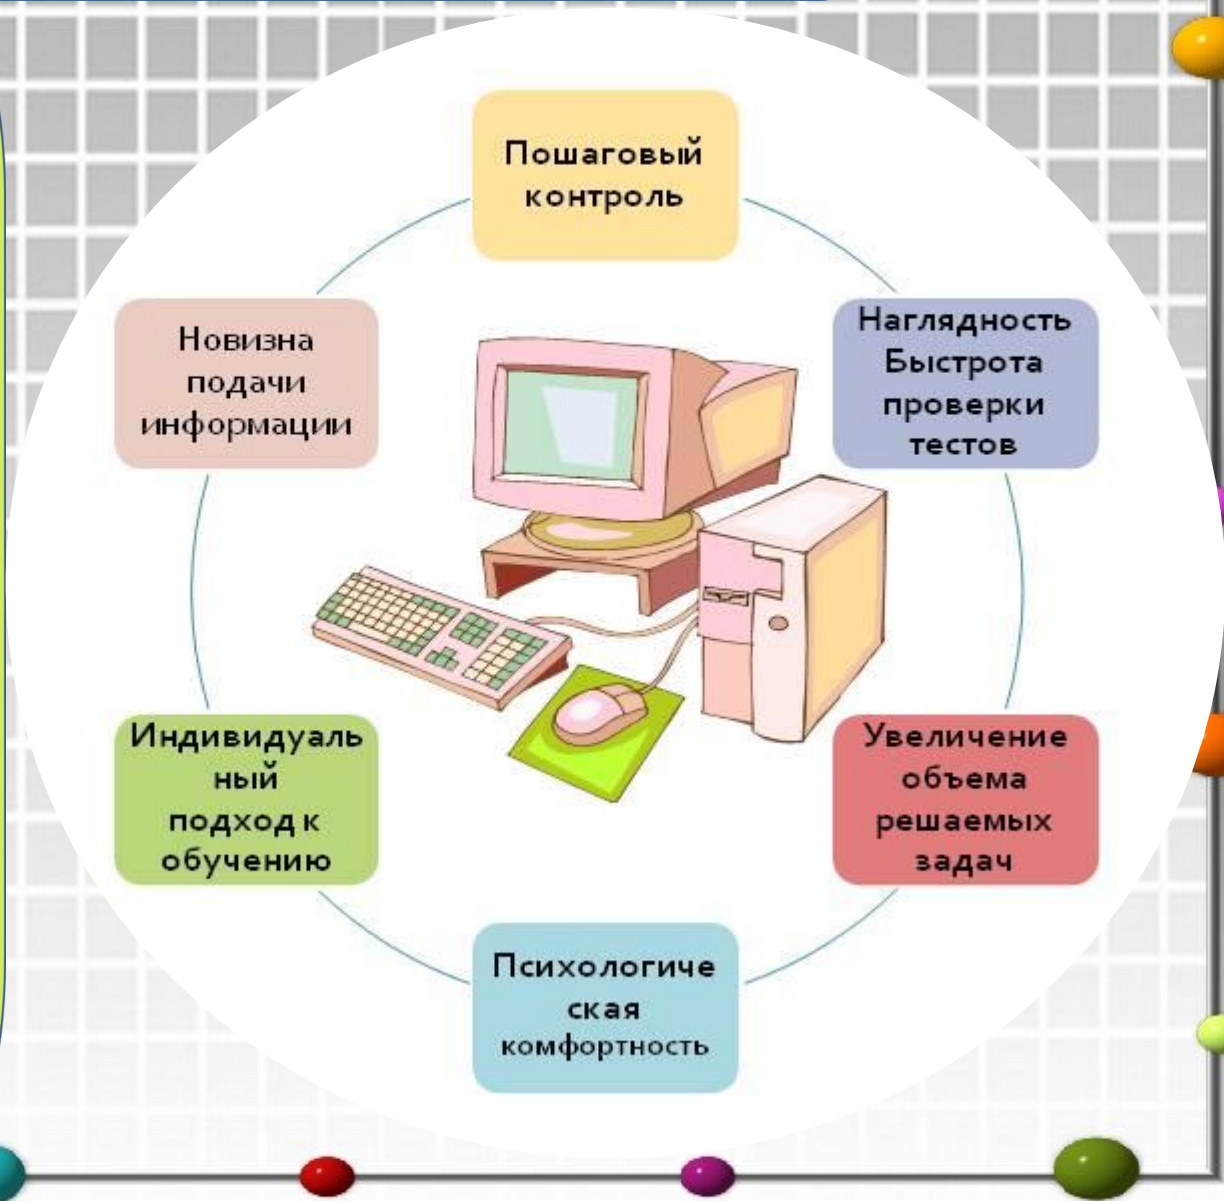 Пошаговый
контроль
Новизна
подачи
информации
Наглядность
Быстрота
проверки
тестов
Индивидуаль
ный
подход к
обучению
Увеличение
объема
решаемых
задач
Психологиче
ская
комфортность